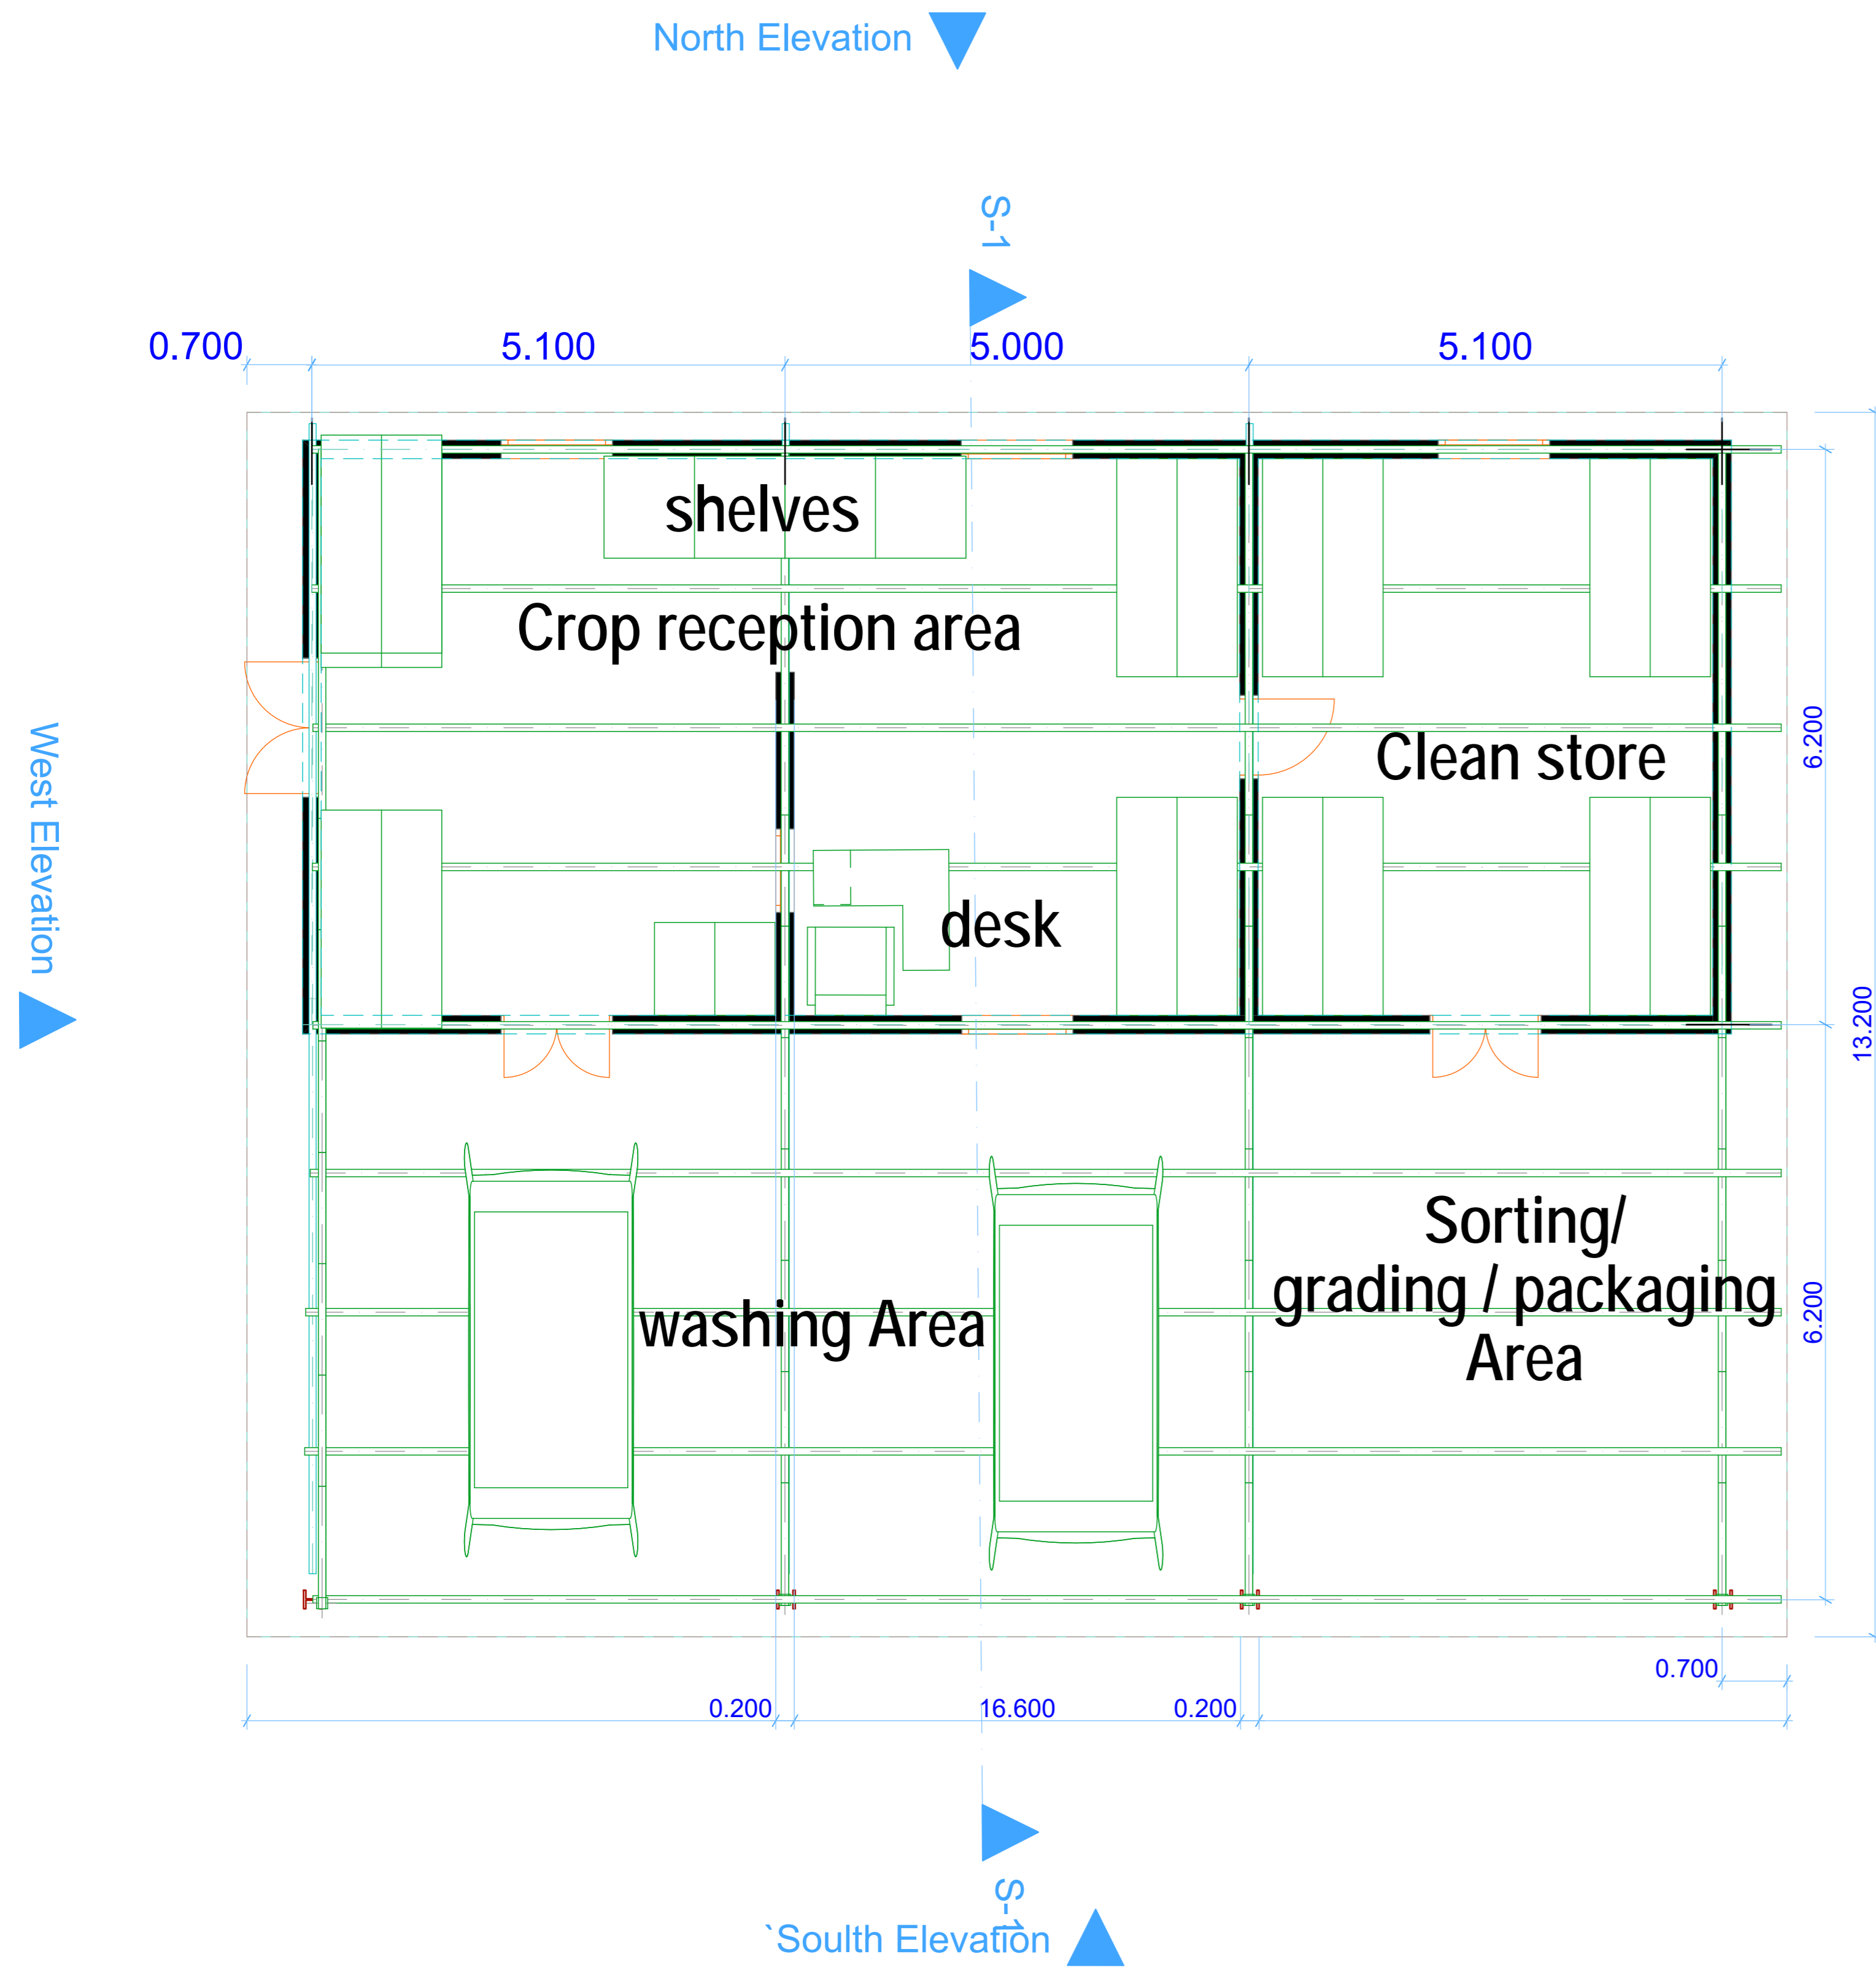 North Elevation
S-1
0.700
5.100
5.000
5.100
shelves
Crop reception area
6.200
Clean store
West Elevation
desk
13.200
Sorting/
grading / packaging
Area
washing Area
6.200
0.700
0.200
16.600
0.200
S-1
`Soulth Elevation